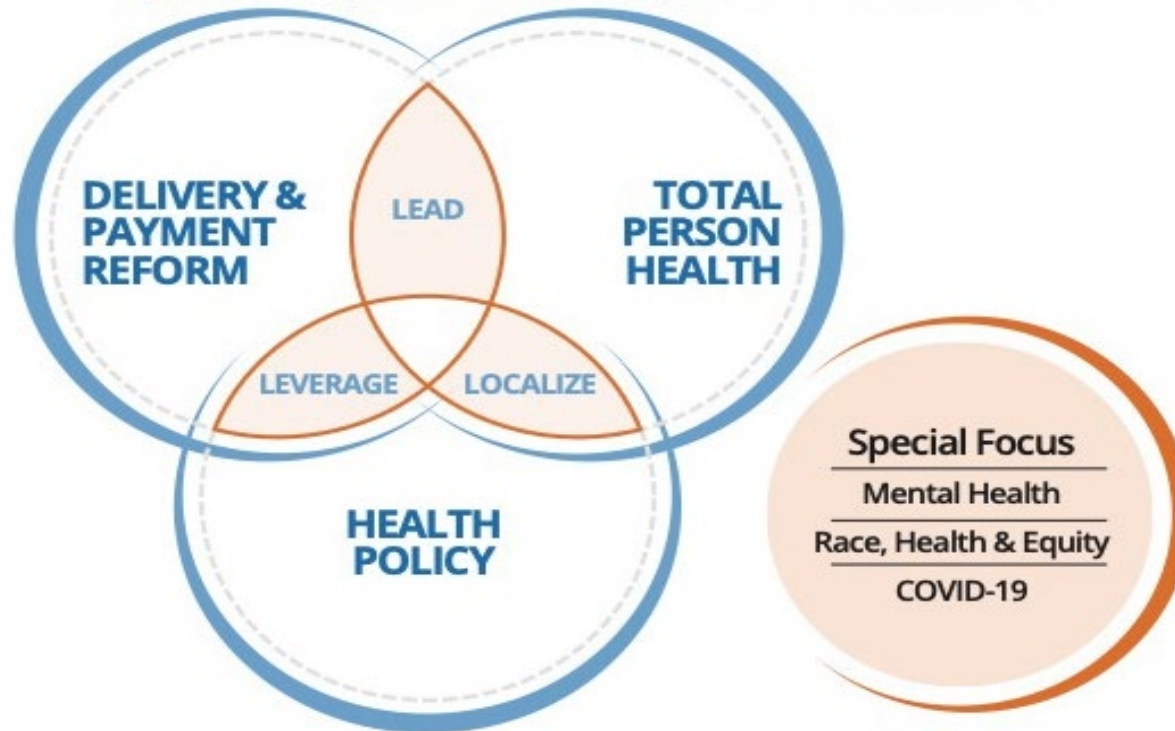 DELIVERY &
PAYMENT
REFORM
LEAD
TOTAL
PERSON
HEALTH
LEVERAGE
LOCALIZE
HEALTH
POLICY
Special Focus
Mental Health
Race, Health & Equity
COVID-19